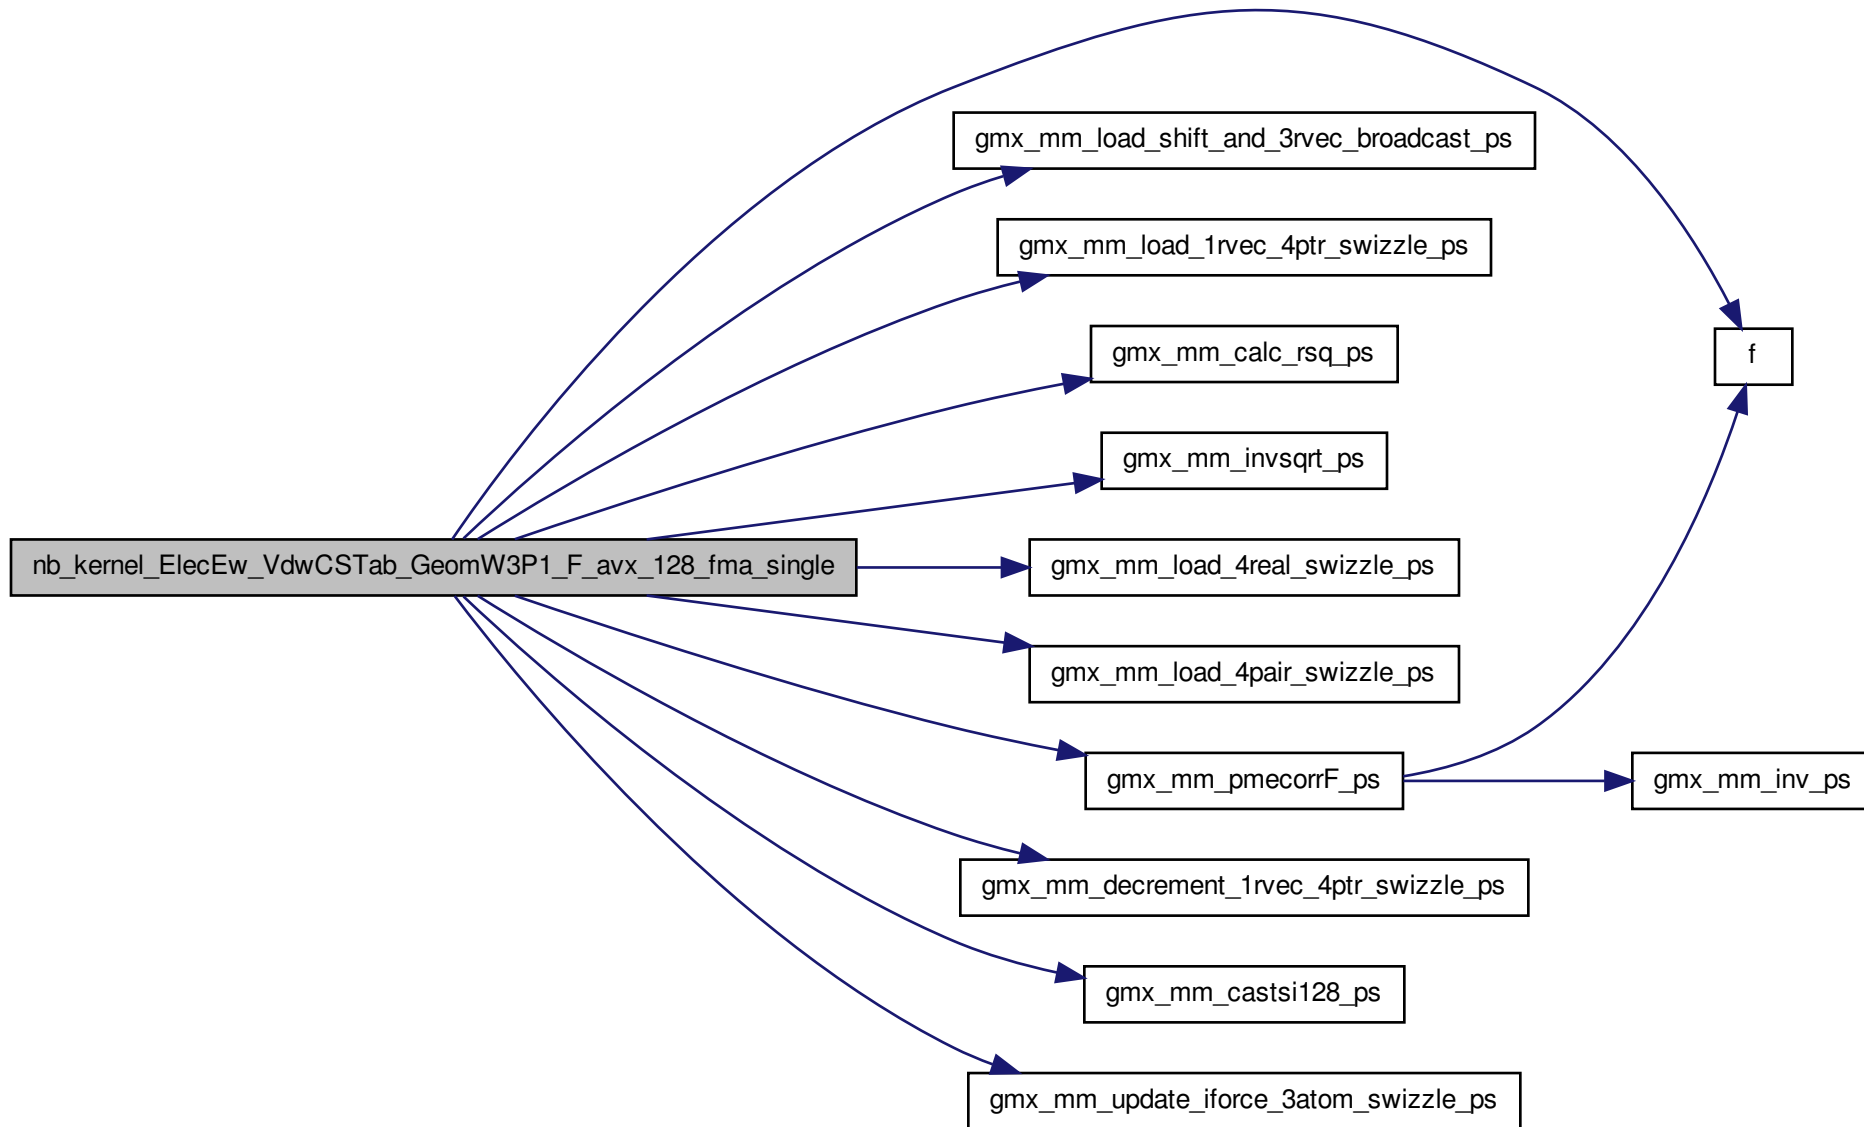 gmx_mm_load_shift_and_3rvec_broadcast_ps
gmx_mm_load_1rvec_4ptr_swizzle_ps
gmx_mm_calc_rsq_ps
f
gmx_mm_invsqrt_ps
nb_kernel_ElecEw_VdwCSTab_GeomW3P1_F_avx_128_fma_single
gmx_mm_load_4real_swizzle_ps
gmx_mm_load_4pair_swizzle_ps
gmx_mm_pmecorrF_ps
gmx_mm_inv_ps
gmx_mm_decrement_1rvec_4ptr_swizzle_ps
gmx_mm_castsi128_ps
gmx_mm_update_iforce_3atom_swizzle_ps